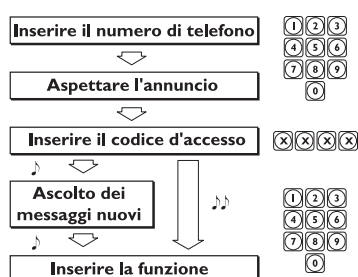 Inserire il numero di telefono
1 2 3
4 5 6
7 8 9
0
Aspettare l'annuncio
Inserire il codice d'accesso
X X X X
Ascolto dei
messaggi nuovi
1 2 3
4 5 6
7 8 9
0
Inserire la funzione